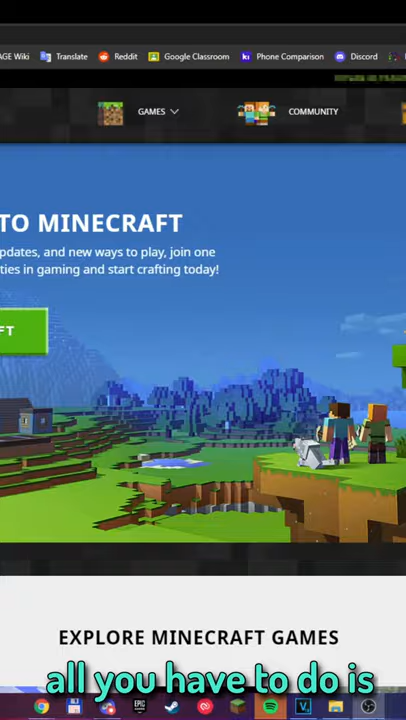 AGE Wiki Translate Reddit Google Classroom Phone Comparison Discord
GAMES COMMUNITY
TO MINECRAFT
pdates, and new ways to play, join one
ties in gaming and start crafting today!
FT
EXPLORE MINECRAFT GAMES
all you have to do is
EPIC
GAMES